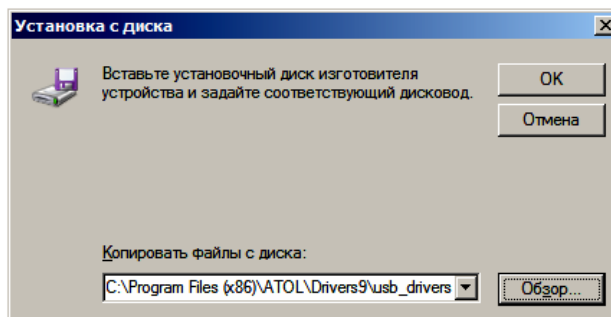 Установка с диска
Вставьте установочный диск изготовителя
устройства и задайте соответствующий дисковод.
OK
Отмена
Копировать файлы с диска:
C:\Program Files (x86)\ATOL\Drivers9\usb_drivers
Обзор...